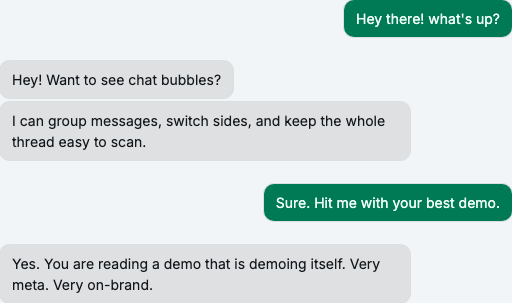 Hey there! what's up?
Hey! Want to see chat bubbles?
I can group messages, switch sides, and keep the whole
thread easy to scan.
Sure. Hit me with your best demo.
Yes. You are reading a demo that is demoing itself. Very
meta. Very on-brand.